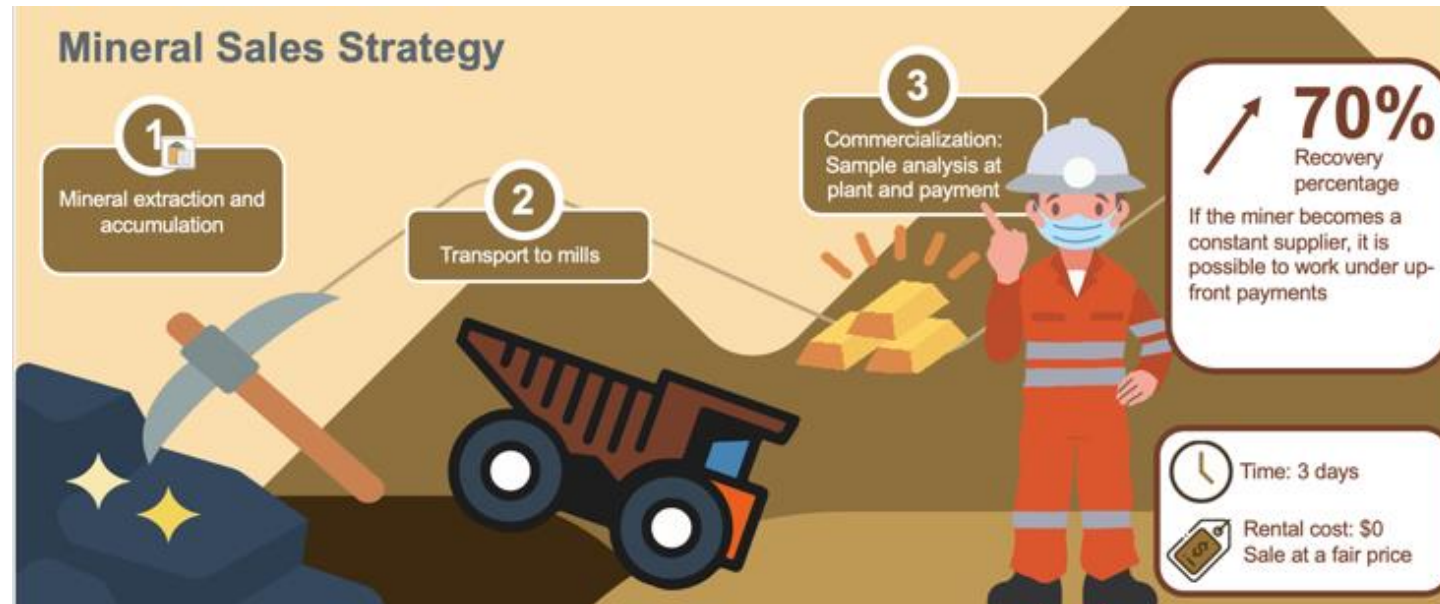 Mineral Sales Strategy
1
Mineral extraction and
accumulation
2
Transport to mills
3
Commercialization:
Sample analysis at
plant and payment
70%
Recovery
percentage
If the miner becomes a
constant supplier, it is
possible to work under up-
front payments
Time: 3 days
Rental cost: $0
Sale at a fair price
$